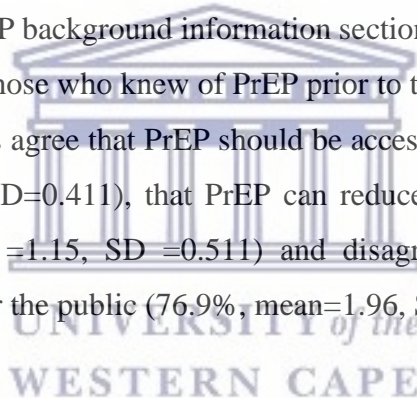 P background information section
hose who knew of PrEP prior to t
agree that PrEP should be acces
D=0.411), that PrEP can reduce
=1.15, SD =0.511) and disagr
r the public (76.9%, mean=1.96,
UNIVERSITY of the
WESTERN CAPE